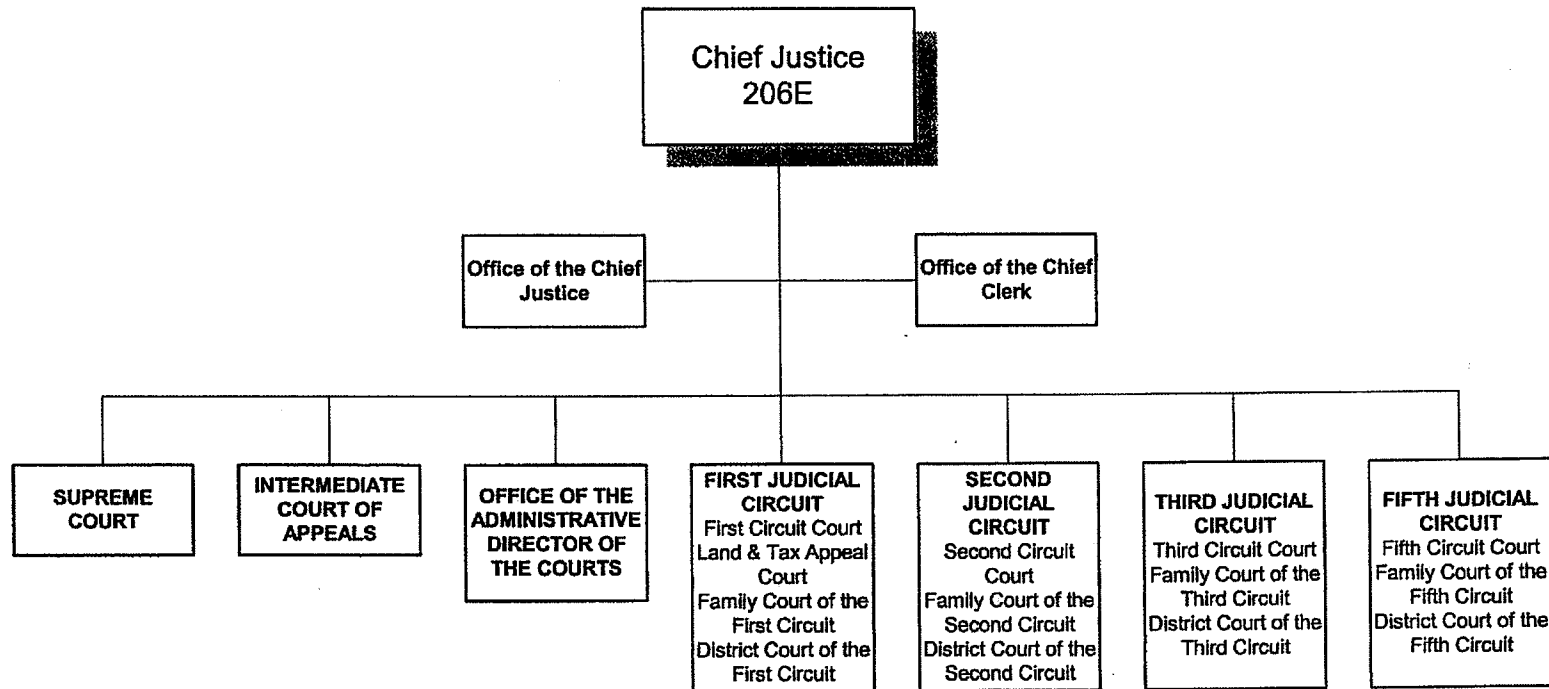 Chief Justice
206E
Office of the Chief
Justice
Office of the Chief
Clerk
SUPREME
COURT
INTERMEDIATE
COURT OF
APPEALS
OFFICE OF THE
ADMINISTRATIVE
DIRECTOR OF
THE COURTS
FIRST JUDICIAL
CIRCUIT
First Circuit Court
Land & Tax Appeal
Court
Family Court of the
First Circuit
District Court of the
First Circuit
SECOND
JUDICIAL
CIRCUIT
Second Circuit
Court
Family Court of the
Second Circuit
District Court of the
Second Circuit
THIRD JUDICIAL
CIRCUIT
Third Circuit Court
Family Court of the
Third Circuit
District Court of the
Third Circuit
FIFTH JUDICIAL
CIRCUIT
Fifth Circuit Court
Family Court of the
Fifth Circuit
District Court of the
Fifth Circuit